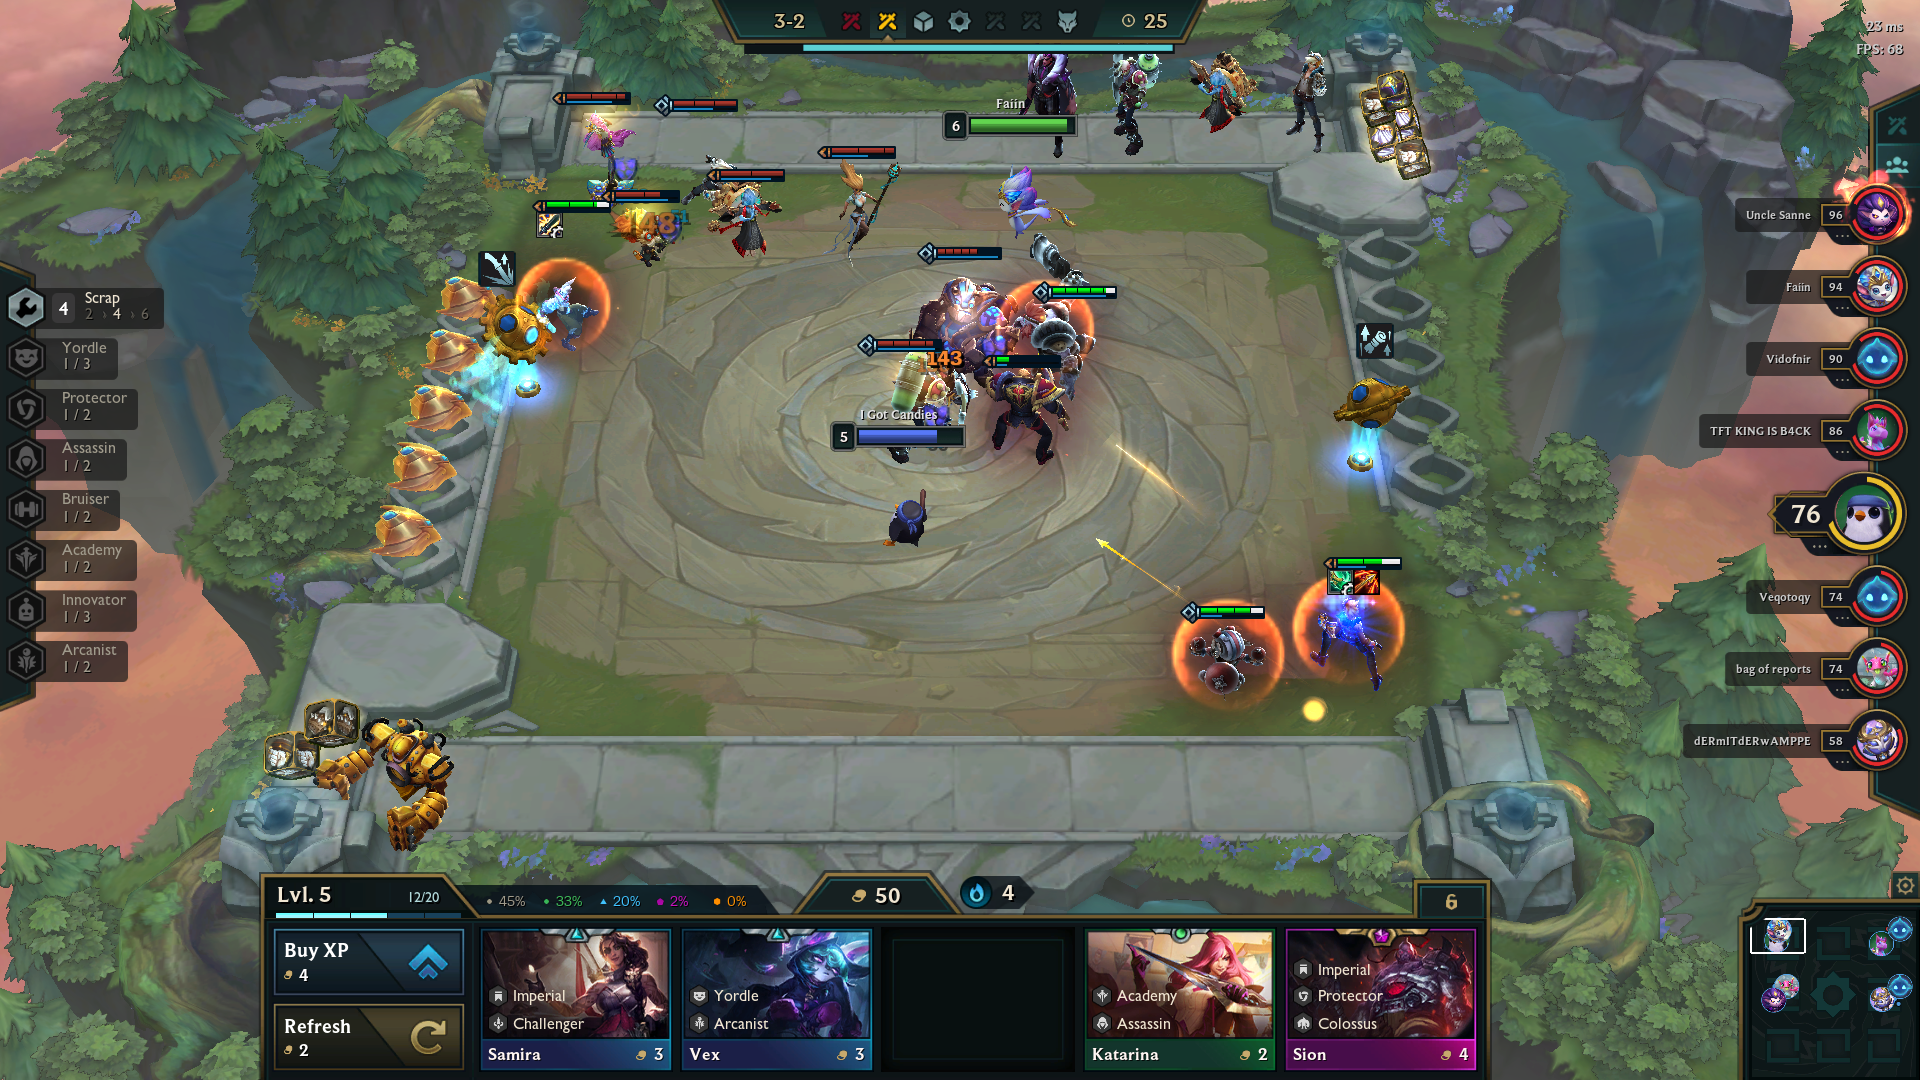 3-2
25
23 ms
FPS: 68
Faiin
6
148
143
I Got Candies
5
4
Scrap
2 › 4 › 6
Yordle
1 / 3
Protector
1 / 2
Assassin
1 / 2
Bruiser
1 / 2
Academy
1 / 2
Innovator
1 / 3
Arcanist
1 / 2
Uncle Sanne 96
Faiin 94
Vidofnir 90
TFT KING IS B4CK 86
76
Veqotoqy 74
bag of reports 74
dERmITdERwAMPPE 58
Lvl. 5
12/20
45% 33% 20% 2% 0%
50
4
6
Buy XP
4
Refresh
2
Imperial
Challenger
Samira 3
Yordle
Arcanist
Vex 3
Academy
Assassin
Katarina 2
Imperial
Protector
Colossus
Sion 4